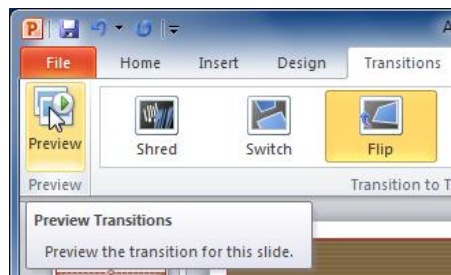 P
A
File Home Insert Design Transitions
Preview Shred Switch Flip
Preview Transition to T
Preview Transitions
Preview the transition for this slide.